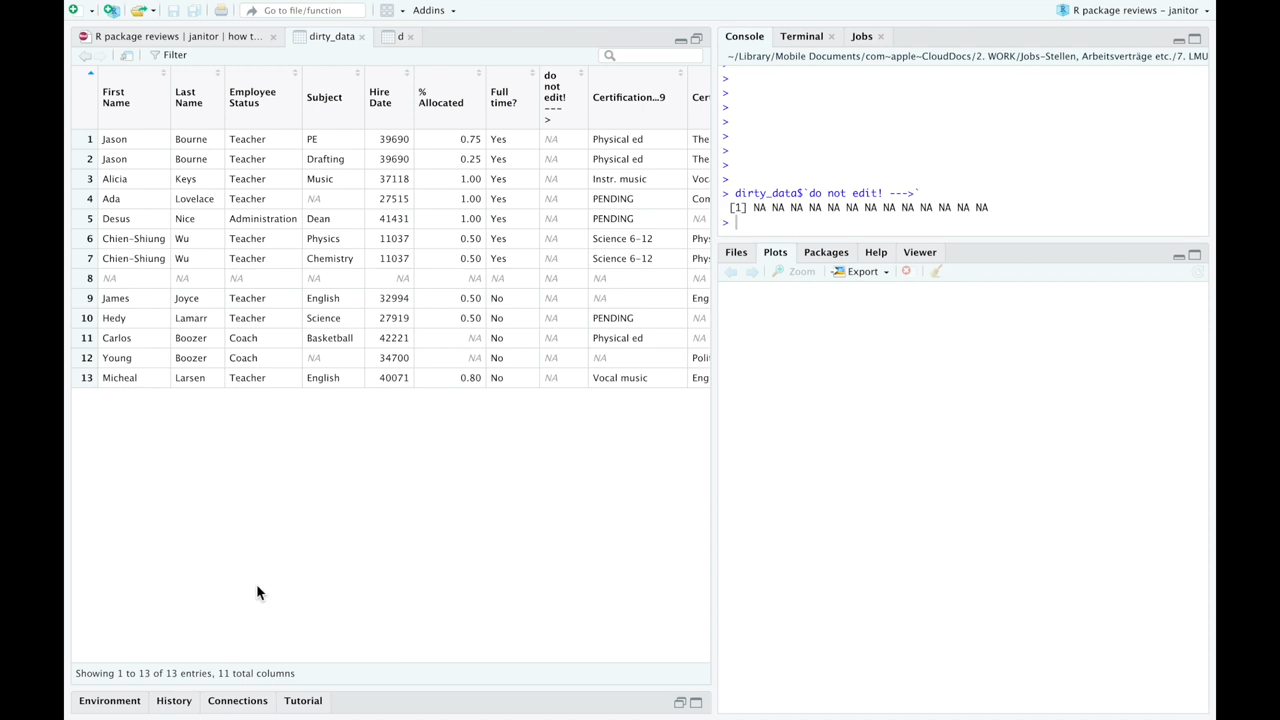 Go to file/function
Addins
R package reviews – janitor
R package reviews | janitor | how t...
dirty_data
d
Filter
First Name Last Name Employee Status Subject Hire Date % Allocated Full time? do not edit! ---> Certification...9 Cer
1 Jason Bourne Teacher PE 39690 0.75 Yes NA Physical ed The
2 Jason Bourne Teacher Drafting 39690 0.25 Yes NA Physical ed The
3 Alicia Keys Teacher Music 37118 1.00 Yes NA Instr. music Voc
4 Ada Lovelace Teacher NA 27515 1.00 Yes NA PENDING Con
5 Desus Nice Administration Dean 41431 1.00 Yes NA PENDING NA
6 Chien-Shiung Wu Teacher Physics 11037 0.50 Yes NA Science 6-12 Phy
7 Chien-Shiung Wu Teacher Chemistry 11037 0.50 Yes NA Science 6-12 Phy
8 NA NA NA NA NA NA NA NA NA NA
9 James Joyce Teacher English 32994 0.50 No NA NA Eng
10 Hedy Lamarr Teacher Science 27919 0.50 No NA PENDING NA
11 Carlos Boozer Coach Basketball 42221 NA No NA Physical ed NA
12 Young Boozer Coach NA 34700 NA No NA NA Poli
13 Micheal Larsen Teacher English 40071 0.80 No NA Vocal music Eng
Showing 1 to 13 of 13 entries, 11 total columns
Environment History Connections Tutorial
Console Terminal Jobs
~/Library/Mobile Documents/com~apple~CloudDocs/2. WORK/Jobs-Stellen, Arbeitsverträge etc./7. LMU
>
>
>
>
>
>
>
>
> dirty_data$`do not edit! --->`
[1] NA NA NA NA NA NA NA NA NA NA NA NA NA
>
Files Plots Packages Help Viewer
Zoom Export